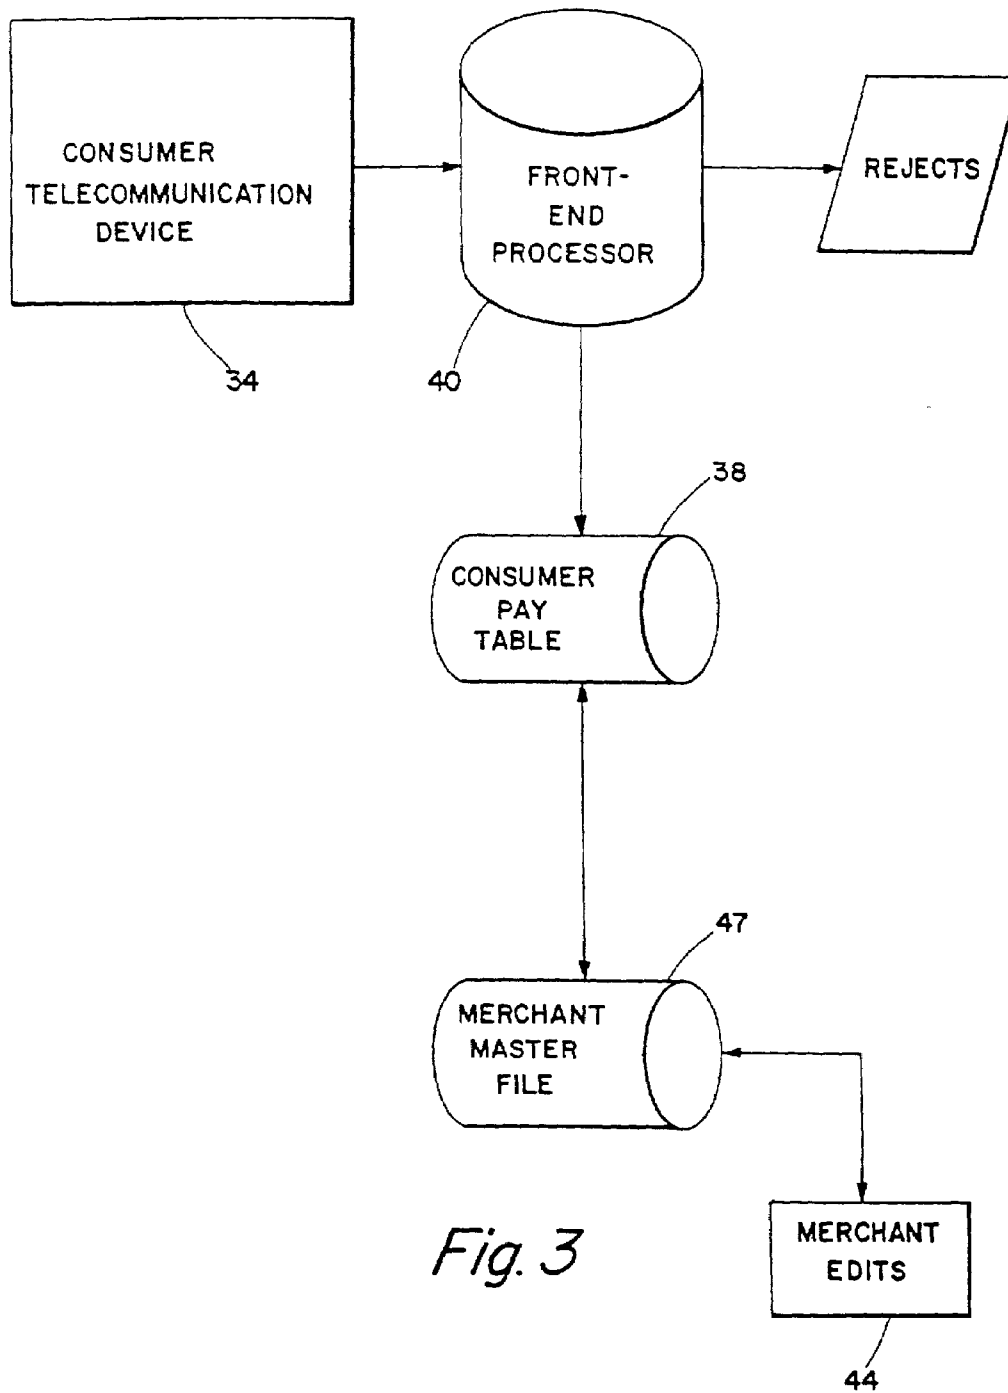 CONSUMER
TELECOMMUNICATION
DEVICE
FRONT-
END
PROCESSOR
REJECTS
34
40
38
CONSUMER
PAY
TABLE
47
MERCHANT
MASTER
FILE
MERCHANT
EDITS
Fig. 3
44